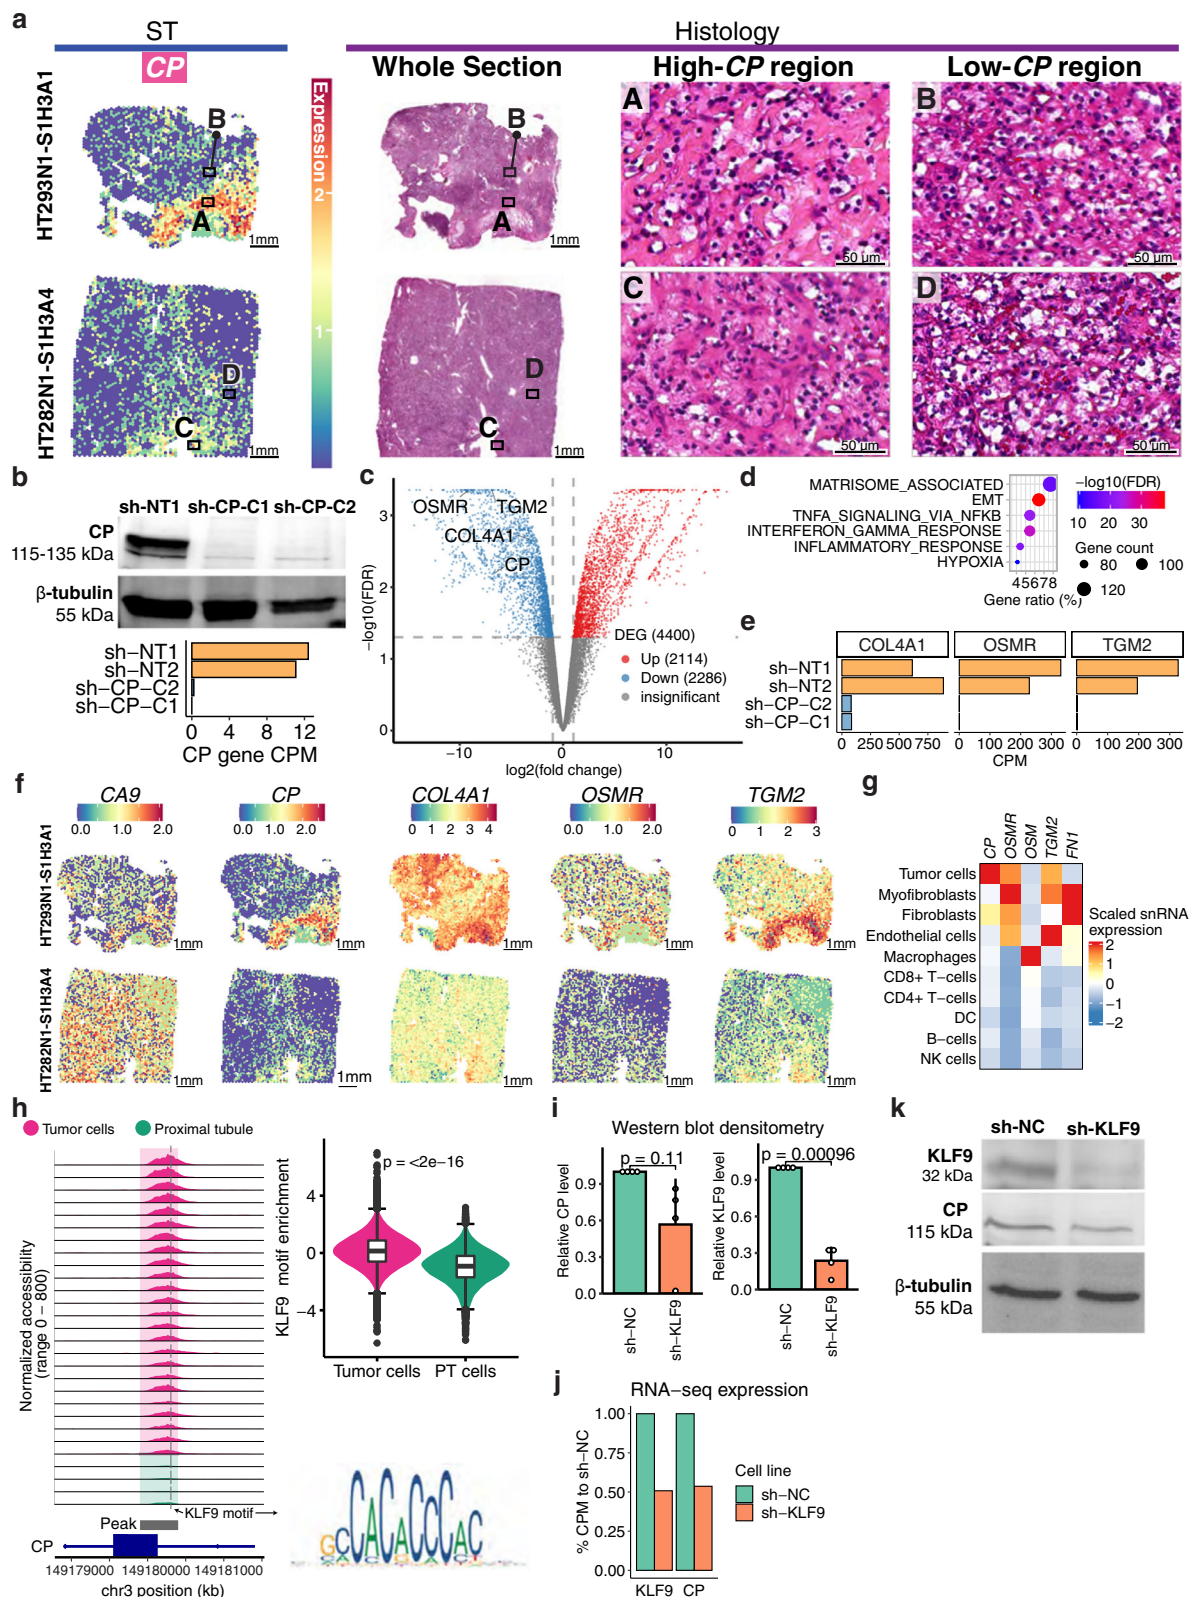 a
ST
Histology
CP
Whole Section
High-CP region
Low-CP region
HT293N1-S1H3A1
B
A
1mm
Expression
2
1
B
A
1mm
A
50 µm
B
50 µm
HT282N1-S1H3A4
D
C
1mm
D
C
1mm
C
50 µm
D
50 µm
b
sh-NT1 sh-CP-C1 sh-CP-C2
CP
115-135 kDa
β-tubulin
55 kDa
sh−NT1
sh−NT2
sh−CP−C2
sh−CP−C1
0 4 8 12
CP gene CPM
c
−log10(FDR)
3
2
1
0
OSMR
TGM2
COL4A1
CP
DEG (4400)
Up (2114)
Down (2286)
insignificant
−10 0 10
log2(fold change)
d
MATRISOME_ASSOCIATED
EMT
TNFA_SIGNALING_VIA_NFKB
INTERFERON_GAMMA_RESPONSE
INFLAMMATORY_RESPONSE
HYPOXIA
45678
Gene ratio (%)
−log10(FDR)
10 20 30
Gene count
80 100
120
e
COL4A1 OSMR TGM2
sh−NT1
sh−NT2
sh−CP−C2
sh−CP−C1
0 250 500 750
0 100 200 300
0 100 200 300
CPM
f
CA9 CP COL4A1 OSMR TGM2
0.0 1.0 2.0
0.0 1.0 2.0
0 1 2 3 4
0.0 1.0 2.0
0 1 2 3
HT293N1-S1H3A1
1mm 1mm 1mm 1mm 1mm
HT282N1-S1H3A4
1mm 1mm 1mm 1mm 1mm
g
CP OSMR OSM TGM2 FN1
Tumor cells
Myofibroblasts
Fibroblasts
Endothelial cells
Macrophages
CD8+ T−cells
CD4+ T−cells
DC
B−cells
NK cells
Scaled snRNA
expression
2
1
0
−1
−2
h
Tumor cells Proximal tubule
Normalized accessibility
(range 0 − 800)
KLF9 motif
Peak
CP
149179000 149180000 149181000
chr3 position (kb)
KLF9 motif enrichment
p = <2e−16
4
0
−4
Tumor cells PT cells
GCCACACCCAC
i
Western blot densitometry
Relative CP level
p = 0.11
0.9
0.6
0.3
0.0
sh−NC
sh−KLF9
Relative KLF9 level
p = 0.00096
0.9
0.6
0.3
0.0
sh−NC
sh−KLF9
j
RNA−seq expression
% CPM to sh−NC
1.00
0.75
0.50
0.25
0.00
KLF9 CP
Cell line
sh−NC
sh−KLF9
k
sh-NC sh-KLF9
KLF9
32 kDa
CP
115 kDa
β-tubulin
55 kDa